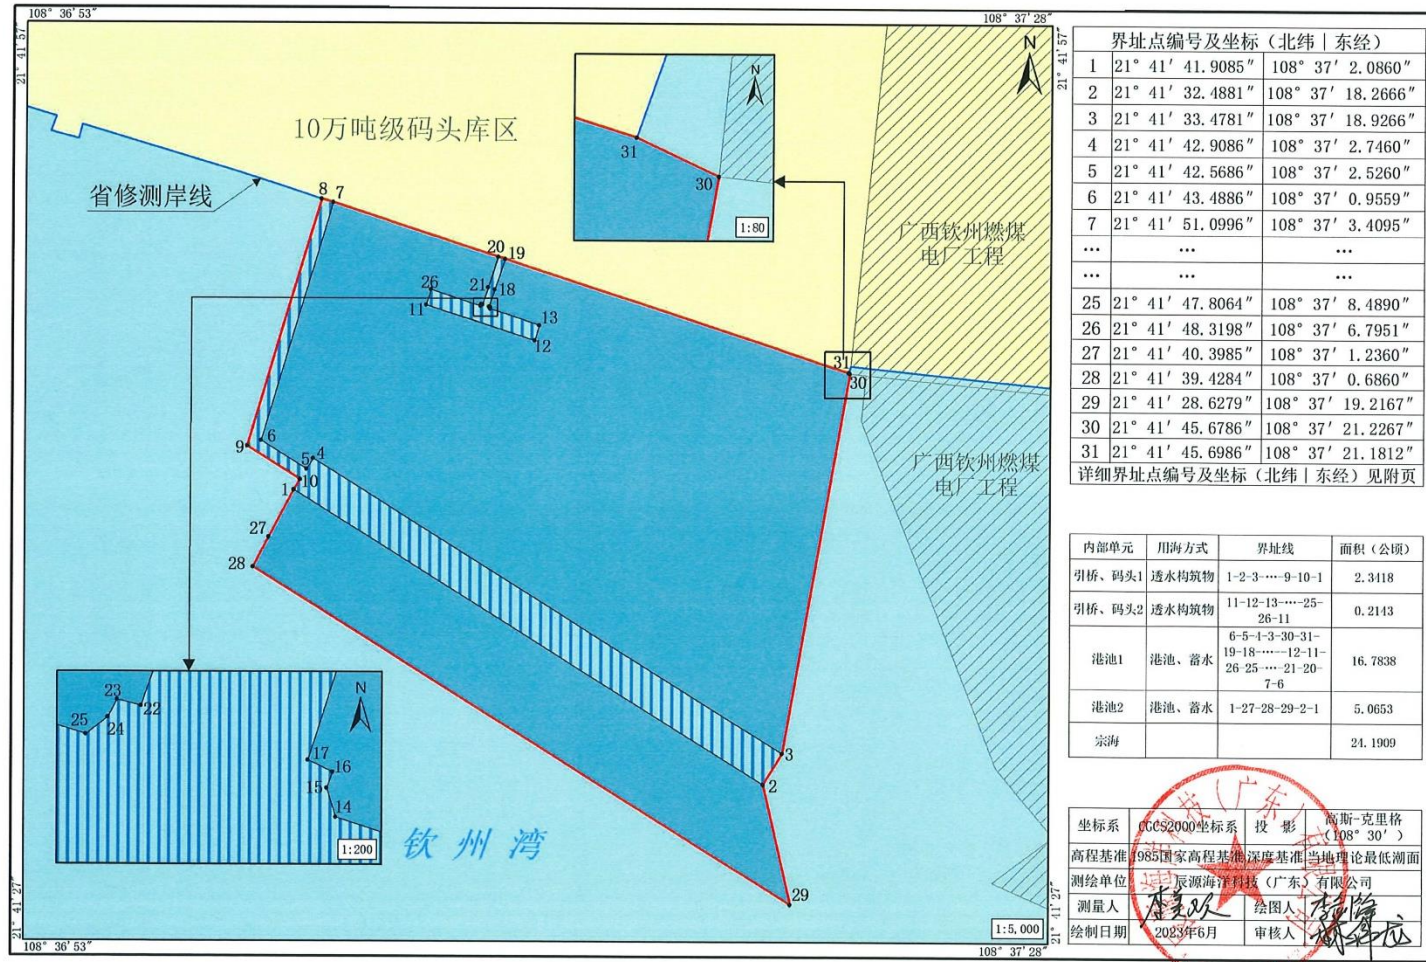 108° 36′ 53″
108° 37′ 28″
21° 41′ 57″
21° 41′ 57″
N
10万吨级码头库区
省修测岸线
8 7
20 19
21 18
26
11
13
12
31
30
9 6
5 4
10
1
27
28
3
2
29
N
31
30
1:80
广西钦州燃煤
电厂工程
广西钦州燃煤
电厂工程
N
23
22
24
25
17
16
15
14
1:200
钦州湾
1:5,000
21° 41′ 27″
21° 41′ 27″
108° 36′ 53″
108° 37′ 28″
界址点编号及坐标（北纬｜东经）
1 21° 41′ 41.9085″ 108° 37′ 2.0860″
2 21° 41′ 32.4881″ 108° 37′ 18.2666″
3 21° 41′ 33.4781″ 108° 37′ 18.9266″
4 21° 41′ 42.9086″ 108° 37′ 2.7460″
5 21° 41′ 42.5686″ 108° 37′ 2.5260″
6 21° 41′ 43.4886″ 108° 37′ 0.9559″
7 21° 41′ 51.0996″ 108° 37′ 3.4095″
… … …
… … …
25 21° 41′ 47.8064″ 108° 37′ 8.4890″
26 21° 41′ 48.3198″ 108° 37′ 6.7951″
27 21° 41′ 40.3985″ 108° 37′ 1.2360″
28 21° 41′ 39.4284″ 108° 37′ 0.6860″
29 21° 41′ 28.6279″ 108° 37′ 19.2167″
30 21° 41′ 45.6786″ 108° 37′ 21.2267″
31 21° 41′ 45.6986″ 108° 37′ 21.1812″
详细界址点编号及坐标（北纬｜东经）见附页
内部单元 用海方式 界址线 面积（公顷）
引桥、码头1 透水构筑物 1-2-3-…-9-10-1 2.3418
引桥、码头2 透水构筑物 11-12-13-…-25-
26-11 0.2143
港池1 港池、蓄水 6-5-4-3-30-31-
19-18-……-12-11-
26-25-…-21-20-
7-6 16.7838
港池2 港池、蓄水 1-27-28-29-2-1 5.0653
宗海 24.1909
坐标系 CGCS2000坐标系 投 影 高斯-克里格
（108° 30′）
高程基准 1985国家高程基准 深度基准 当地理论最低潮面
测绘单位 辰源海洋科技（广东）有限公司
测量人 绘图人
绘制日期 2023年6月 审核人